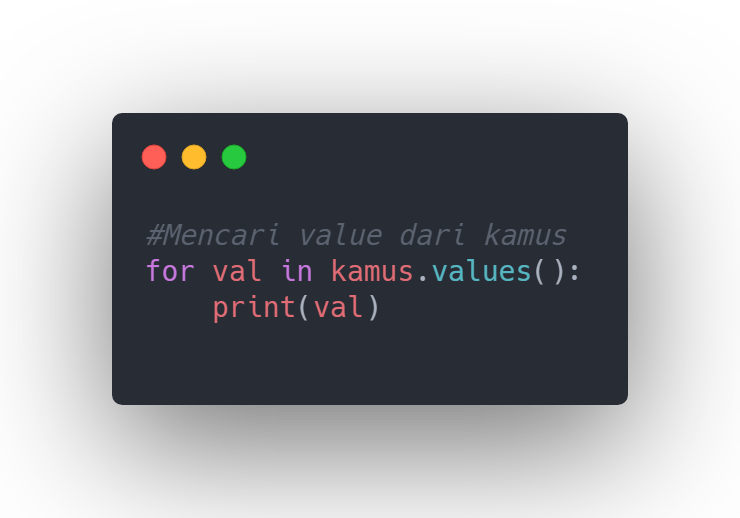 #Mencari value dari kamus
for val in kamus.values():
    print(val)